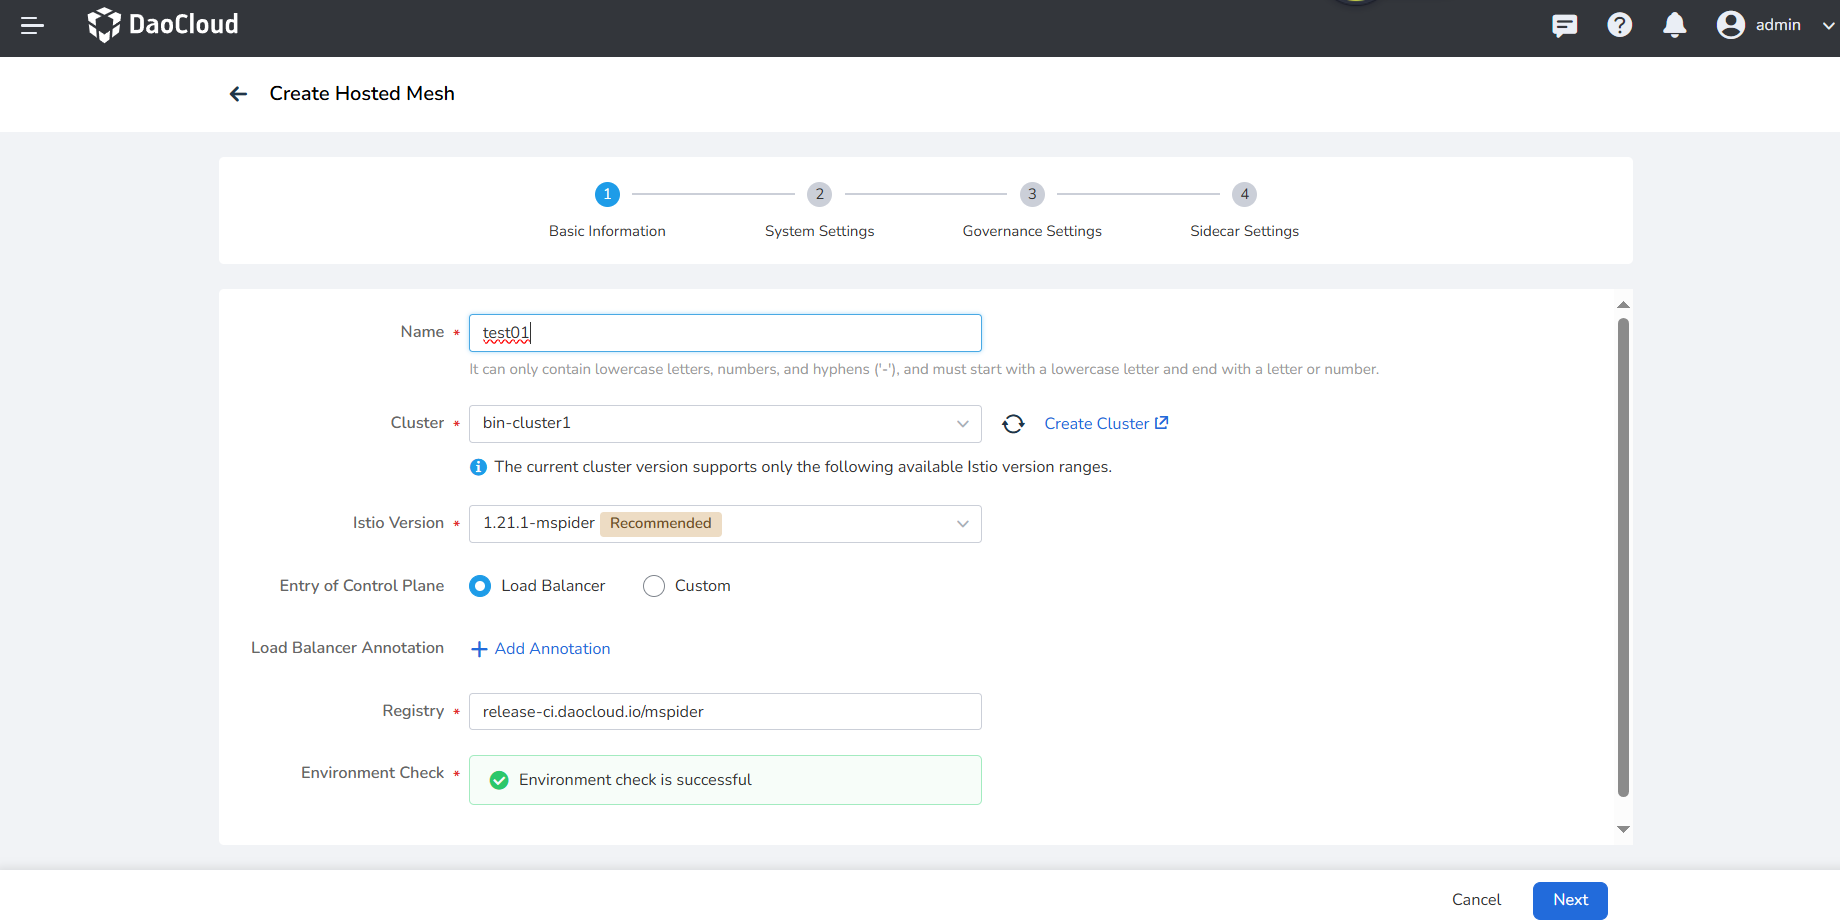 DaoCloud
admin
Create Hosted Mesh
1
2
3
4
Basic Information
System Settings
Governance Settings
Sidecar Settings
Name *
test01
It can only contain lowercase letters, numbers, and hyphens ('-'), and must start with a lowercase letter and end with a letter or number.
Cluster *
bin-cluster1
Create Cluster
The current cluster version supports only the following available Istio version ranges.
Istio Version *
1.21.1-mspider Recommended
Entry of Control Plane
Load Balancer
Custom
Load Balancer Annotation
Add Annotation
Registry *
release-ci.daocloud.io/mspider
Environment Check *
Environment check is successful
Cancel
Next